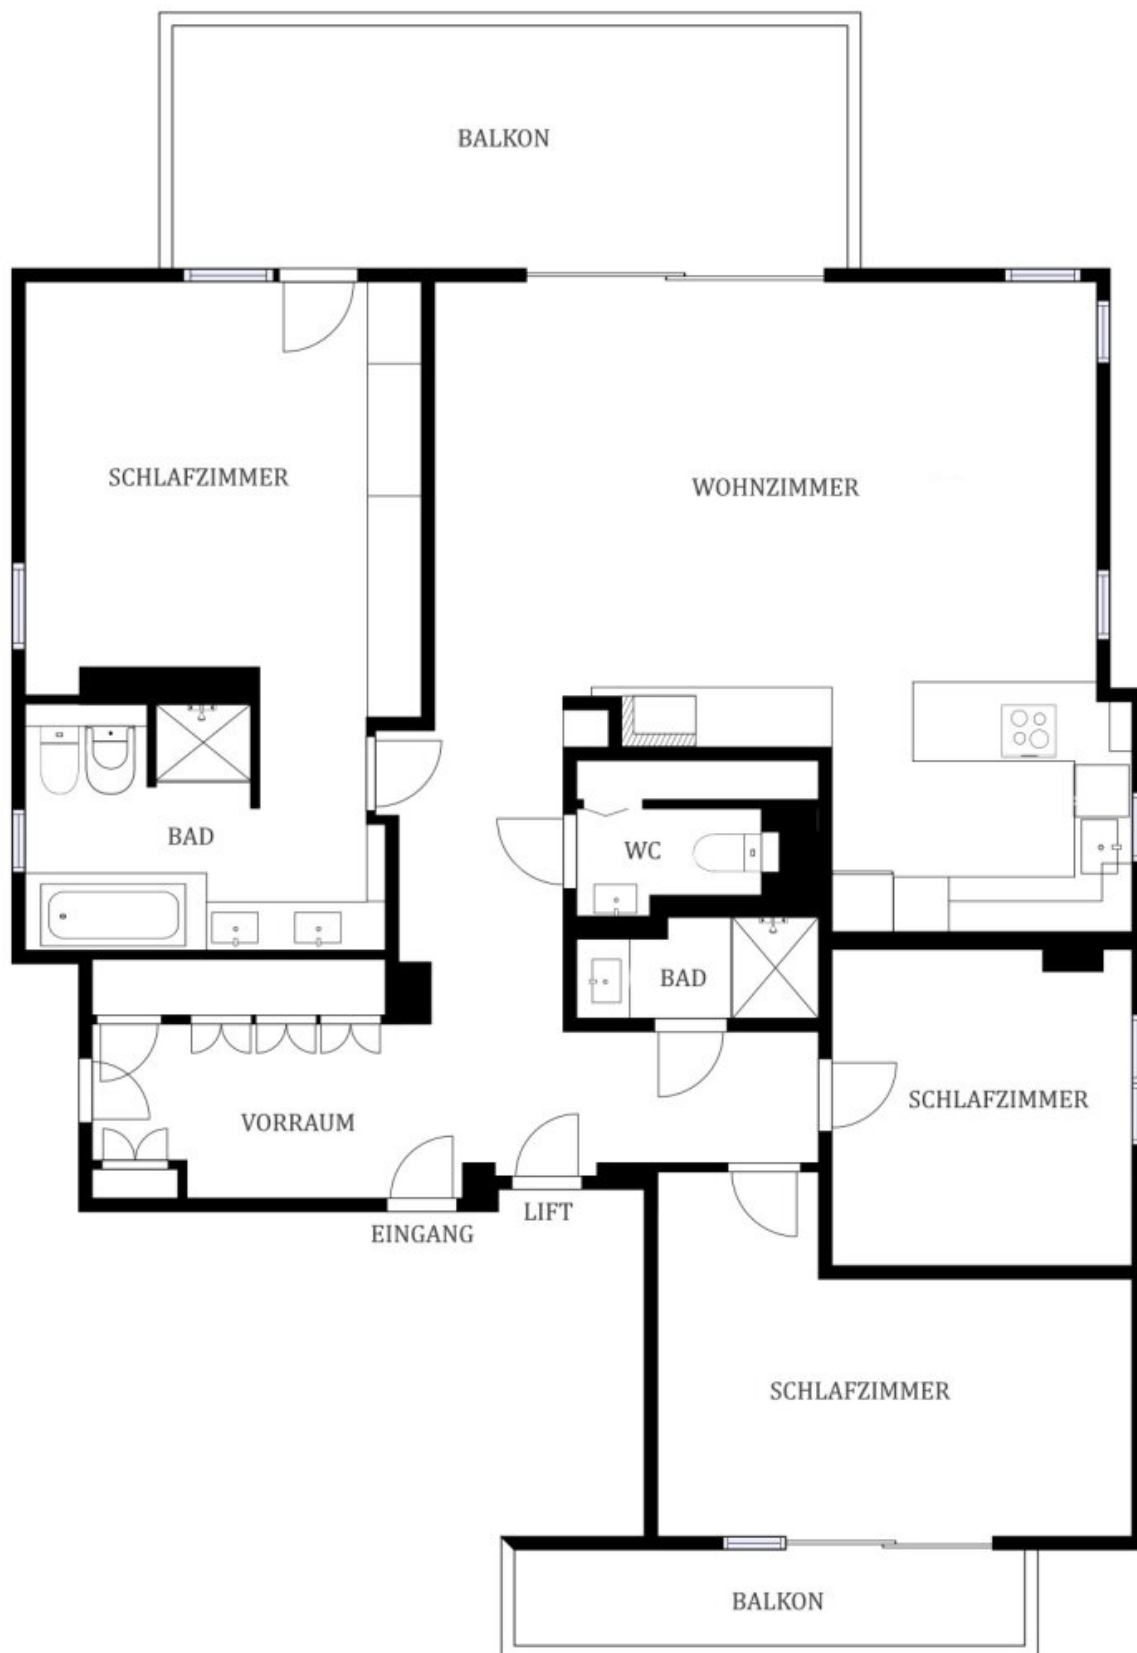 BALKON
SCHLAFZIMMER
WOHNZIMMER
BAD
WC
BAD
VORRAUM
SCHLAFZIMMER
EINGANG
LIFT
SCHLAFZIMMER
BALKON